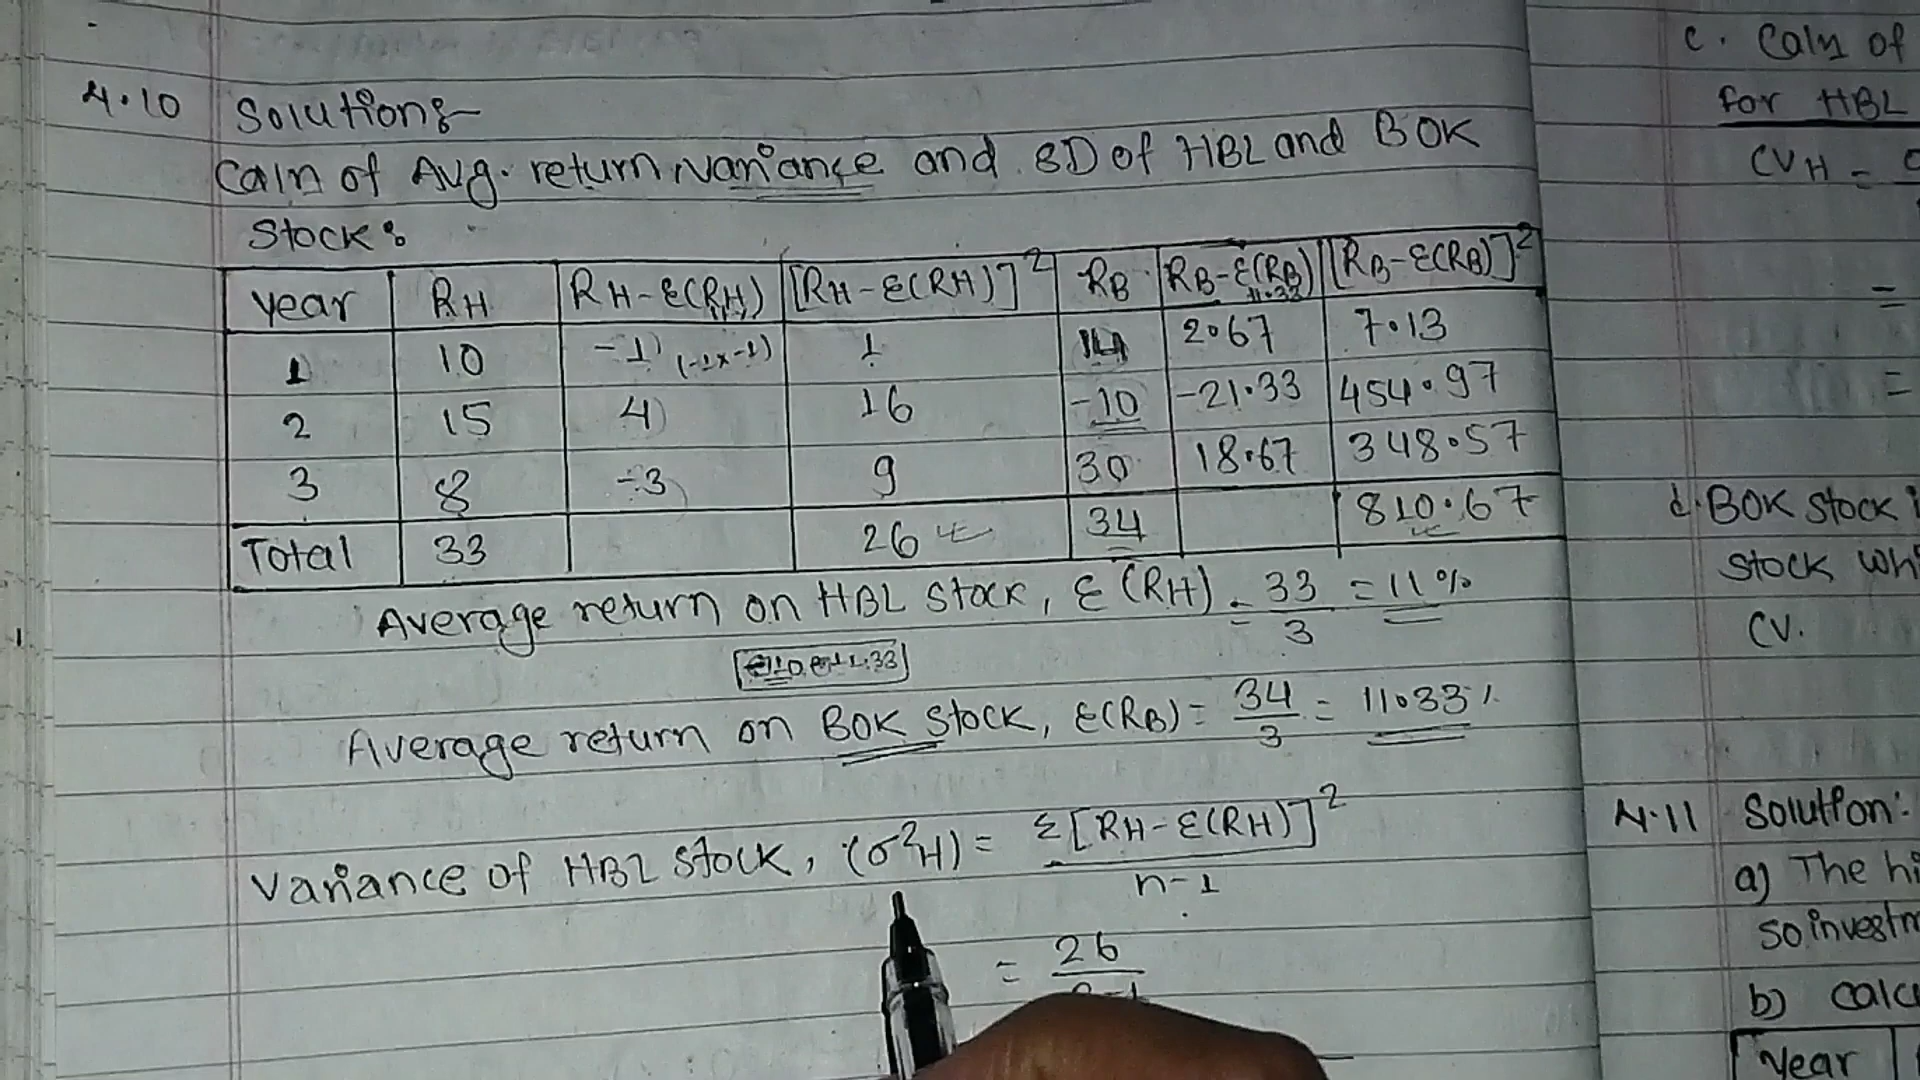 4.10 Solution:-
Caln of Avg. return, variance and SD of HBL and BOK
Stock:
Year RH RH-E(RH) [RH-E(RH)]² RB RB-E(RB) [RB-E(RB)]²
11.33
1 10 -1 (-1x-1) 1 14 2.67 7.13
2 15 4 16 -10 -21.33 454.97
3 8 -3 9 30 18.67 348.57
Total 33 26 34 810.67
Average return on HBL Stock, E(RH) = 33/3 = 11%
Average return on BOK Stock, E(RB) = 34/3 = 11.33%
Variance of HBL Stock, (σ²H) = Σ[RH-E(RH)]²/n-1
= 26
c. Caln of
for HBL
CVH =
=
=
d. BOK Stock
Stock
CV.
4.11 Solution:
a) The
so
b)
Year